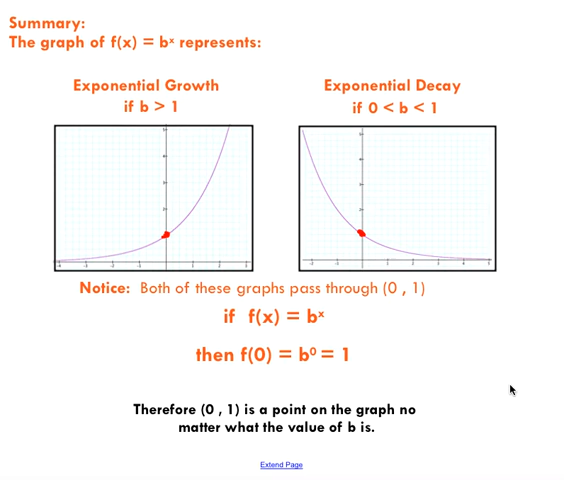 Summary:
The graph of f(x) = bˣ represents:
Exponential Growth
if b > 1
Exponential Decay
if 0 < b < 1
Notice: Both of these graphs pass through (0 , 1)
if f(x) = bˣ
then f(0) = b⁰ = 1
Therefore (0 , 1) is a point on the graph no
matter what the value of b is.
Extend Page